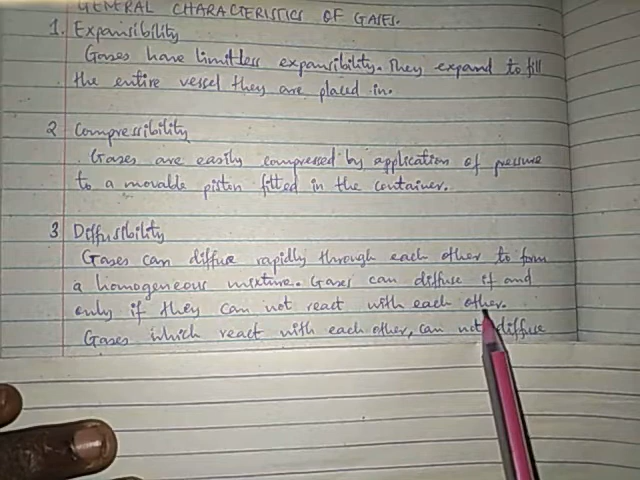 GENERAL CHARACTERISTICS OF GASES.
1. Expansibility
Gases have limitless expansibility. They expand to fill
the entire vessel they are placed in.
2 Compressibility
Gases are easily compressed by application of pressure
to a movable piston fitted in the container.
3 Diffusibility
Gases can diffuse rapidly through each other to form
a homogeneous mixture. Gases can diffuse if and
only if they can not react with each other.
Gases which react with each other, can not diffuse